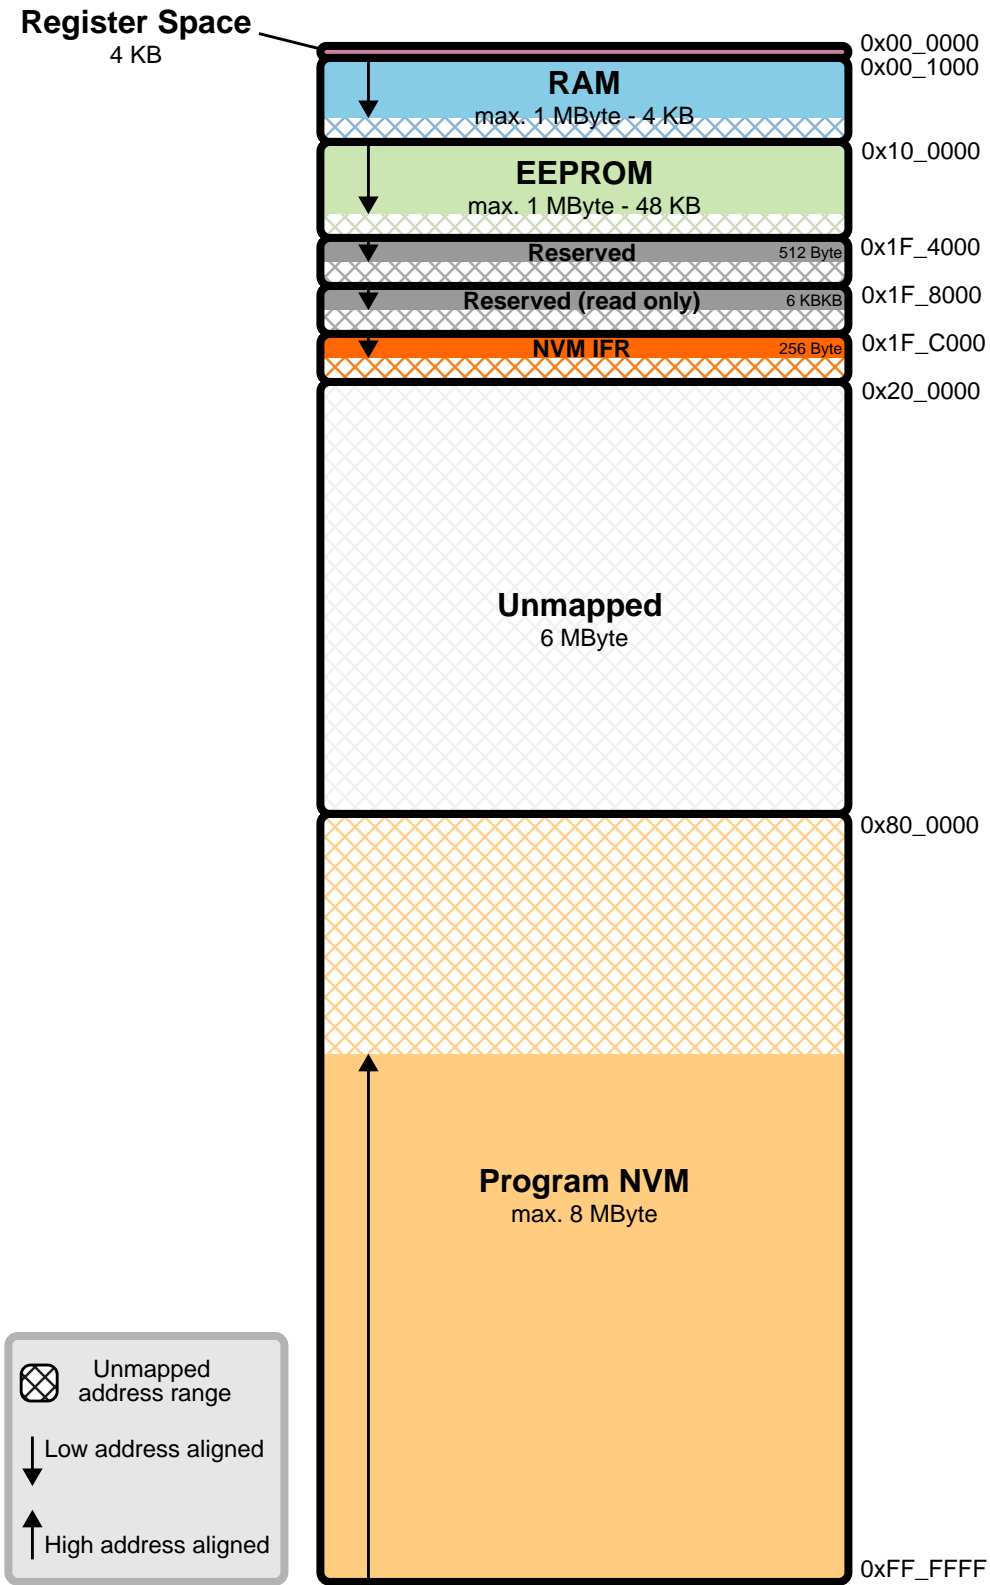 Register Space
4 KB
0x00_0000
0x00_1000
RAM
max. 1 MByte - 4 KB
0x10_0000
EEPROM
max. 1 MByte - 48 KB
0x1F_4000
Reserved 512 Byte
0x1F_8000
Reserved (read only) 6 KBKB
0x1F_C000
NVM IFR 256 Byte
0x20_0000
Unmapped
6 MByte
0x80_0000
Program NVM
max. 8 MByte
Unmapped
address range
Low address aligned
High address aligned
0xFF_FFFF